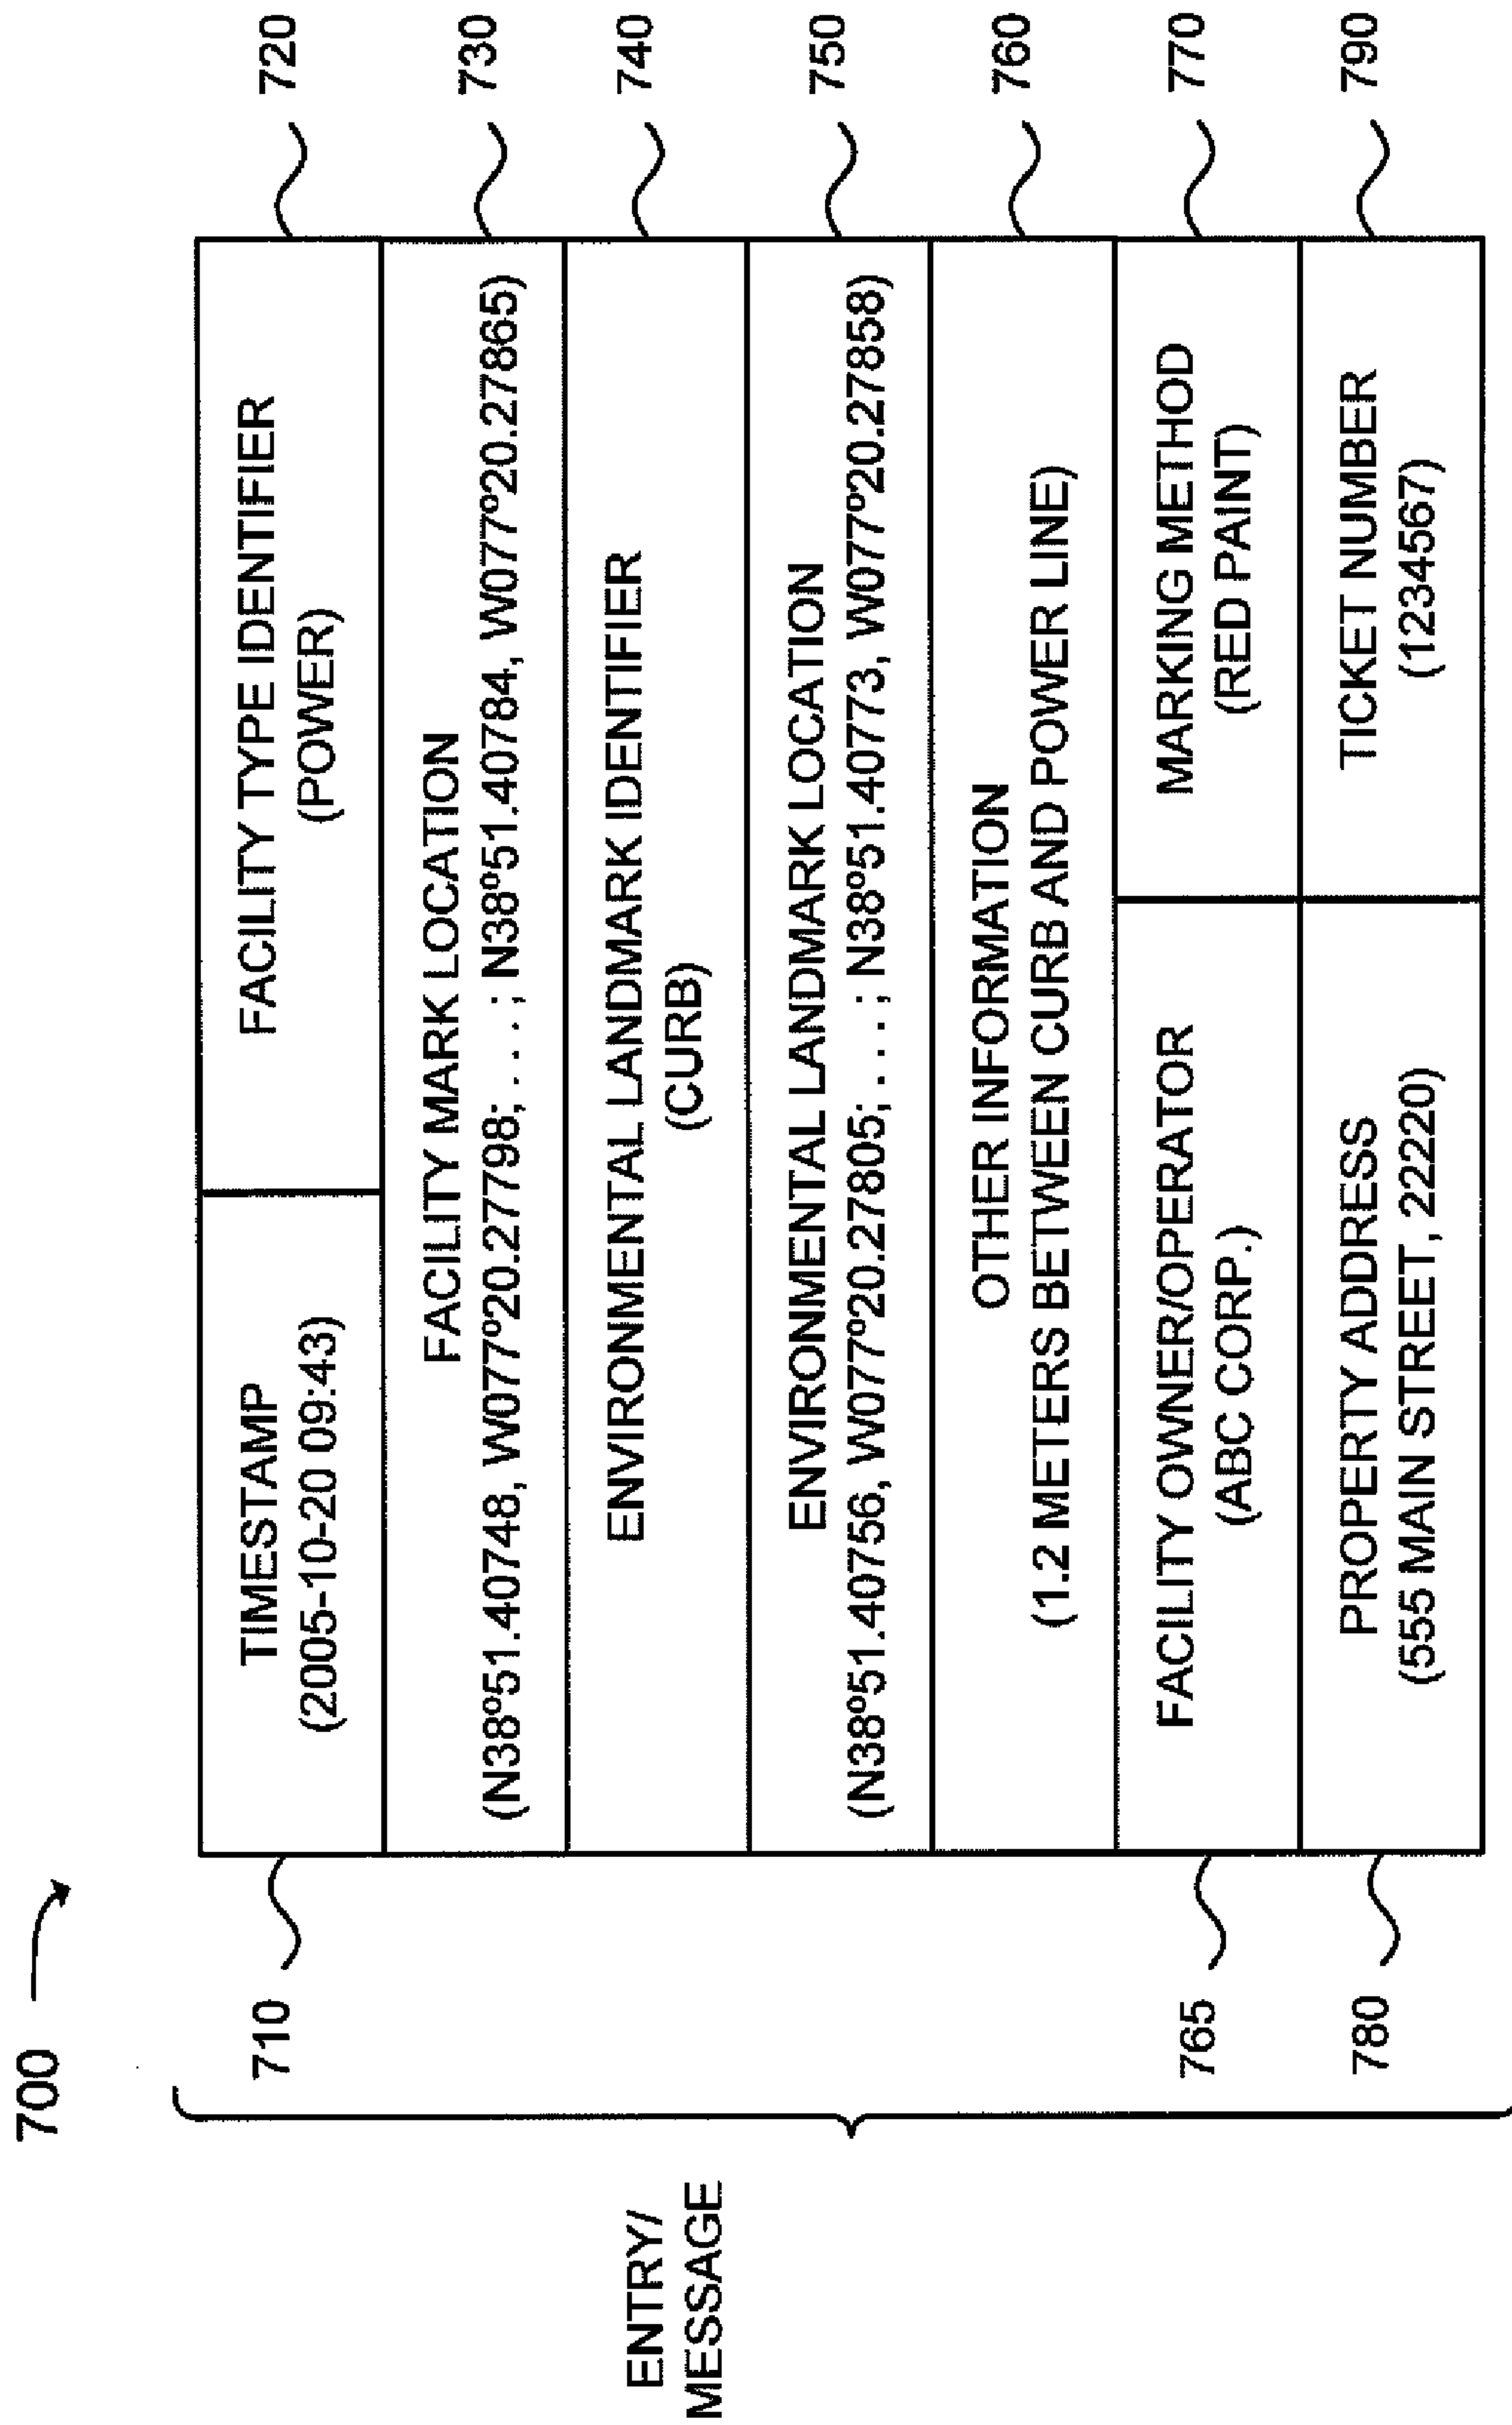 700
ENTRY/
MESSAGE
710
TIMESTAMP
(2005-10-20 09:43)
FACILITY TYPE IDENTIFIER
(POWER)
720
FACILITY MARK LOCATION
(N38°51.40748, W077°20.27798; . . . ; N38°51.40784, W077°20.27865)
730
ENVIRONMENTAL LANDMARK IDENTIFIER
(CURB)
740
ENVIRONMENTAL LANDMARK LOCATION
(N38°51.40756, W077°20.27805; . . . ; N38°51.40773, W077°20.27858)
750
OTHER INFORMATION
(1.2 METERS BETWEEN CURB AND POWER LINE)
760
765
FACILITY OWNER/OPERATOR
(ABC CORP.)
MARKING METHOD
(RED PAINT)
770
780
PROPERTY ADDRESS
(555 MAIN STREET, 22220)
TICKET NUMBER
(1234567)
790